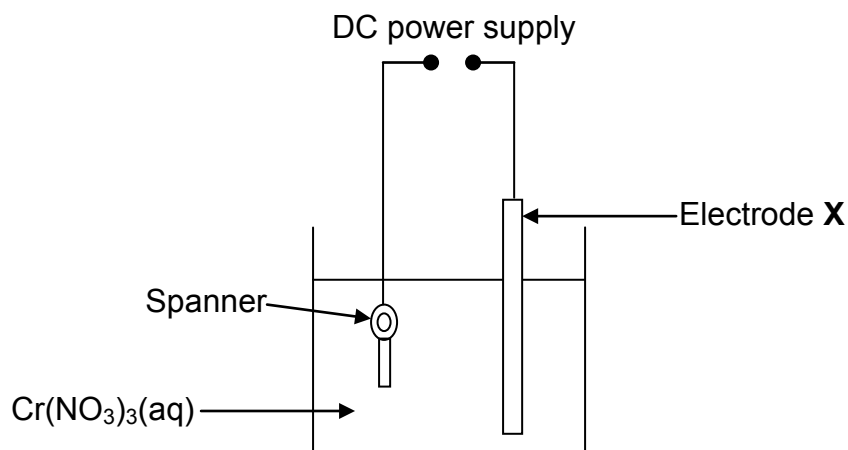 DC power supply
Electrode X
Spanner
Cr(NO₃)₃(aq)